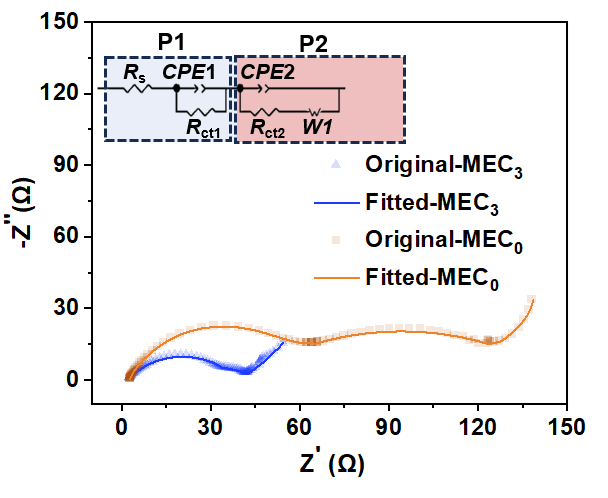 P1 P2
Rs CPE1 CPE2
Rct1 Rct2 W1
Original-MEC3
Fitted-MEC3
Original-MEC0
Fitted-MEC0
-Z''(Ω)
150
120
90
60
30
0
0 30 60 90 120 150
Z' (Ω)